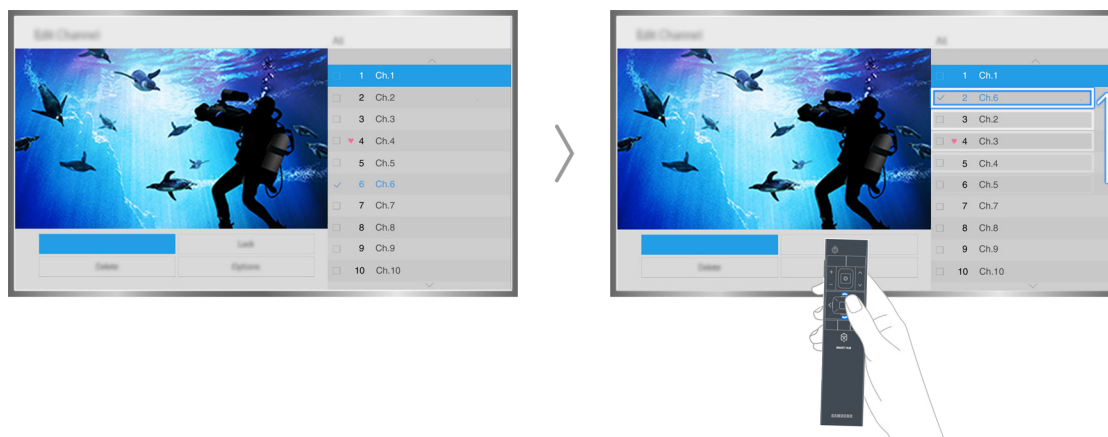 Edit Channel
All
1 Ch.1
2 Ch.2
3 Ch.3
4 Ch.4
5 Ch.5
6 Ch.6
7 Ch.7
8 Ch.8
9 Ch.9
10 Ch.10
Lock
Delete Options
Edit Channel
All
1 Ch.1
2 Ch.6
3 Ch.2
4 Ch.3
5 Ch.4
6 Ch.5
7 Ch.7
8 Ch.8
9 Ch.9
10 Ch.10
Delete
SMART HUB
SAMSUNG